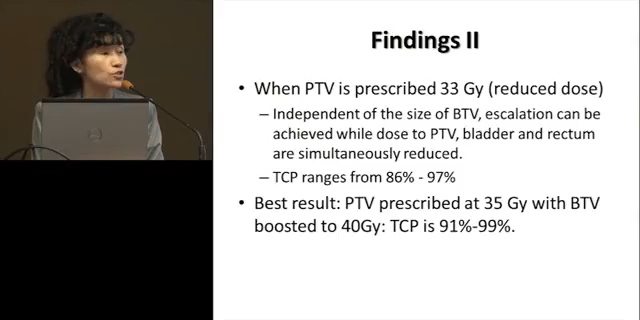 Findings II
• When PTV is prescribed 33 Gy (reduced dose)
– Independent of the size of BTV, escalation can be
achieved while dose to PTV, bladder and rectum
are simultaneously reduced.
– TCP ranges from 86% - 97%
• Best result: PTV prescribed at 35 Gy with BTV
boosted to 40Gy: TCP is 91%-99%.